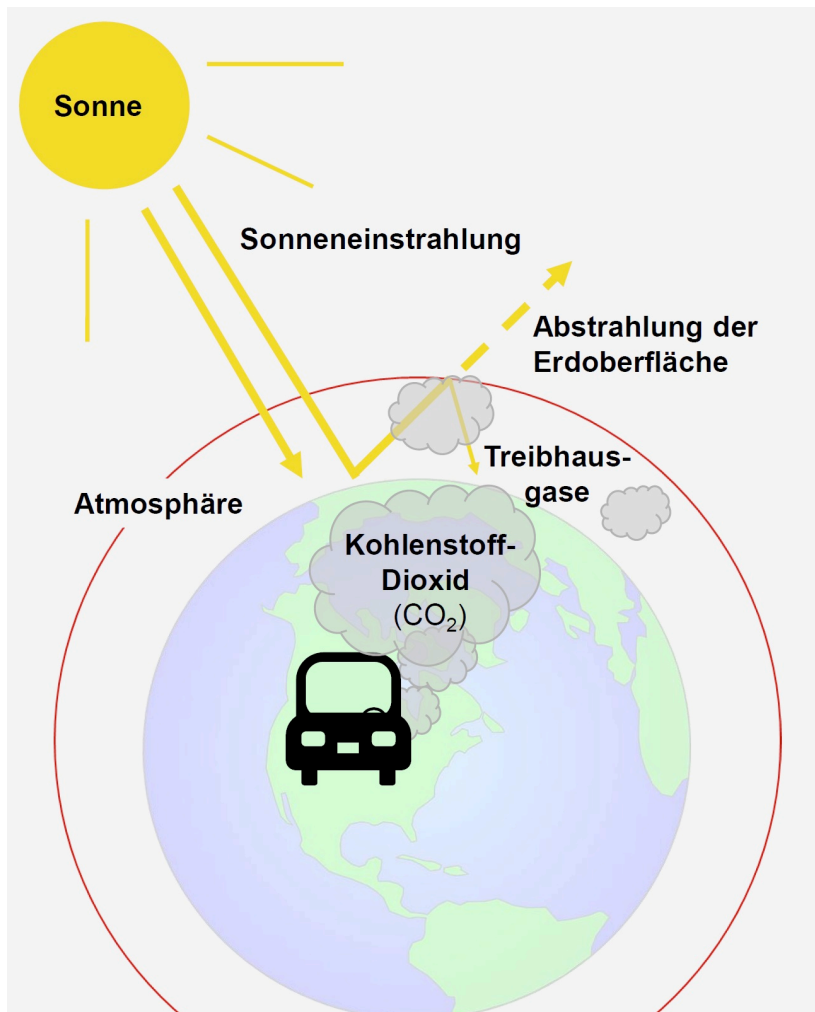 Sonne
Sonneneinstrahlung
Abstrahlung der
Erdoberfläche
Treibhaus-
gase
Atmosphäre
Kohlenstoff-
Dioxid
(CO₂)